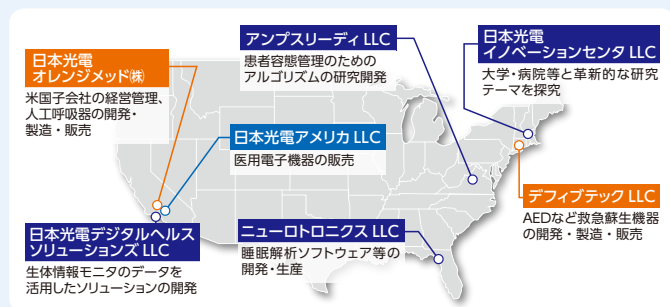 日本光電
オレンジメッド㈱
米国子会社の経営管理、
人工呼吸器の開発・
製造・販売
アンプスリーディ LLC
患者容態管理のための
アルゴリズムの研究開発
日本光電
イノベーションセンタ LLC
大学・病院等と革新的な研究
テーマを探究
日本光電アメリカ LLC
医用電子機器の販売
デフィブテック LLC
AEDなど救急蘇生機器
の開発・製造・販売
日本光電デジタルヘルス
ソリューションズ LLC
生体情報モニタのデータを
活用したソリューションの開発
ニューロトロニクス LLC
睡眠解析ソフトウェア等の
開発・生産